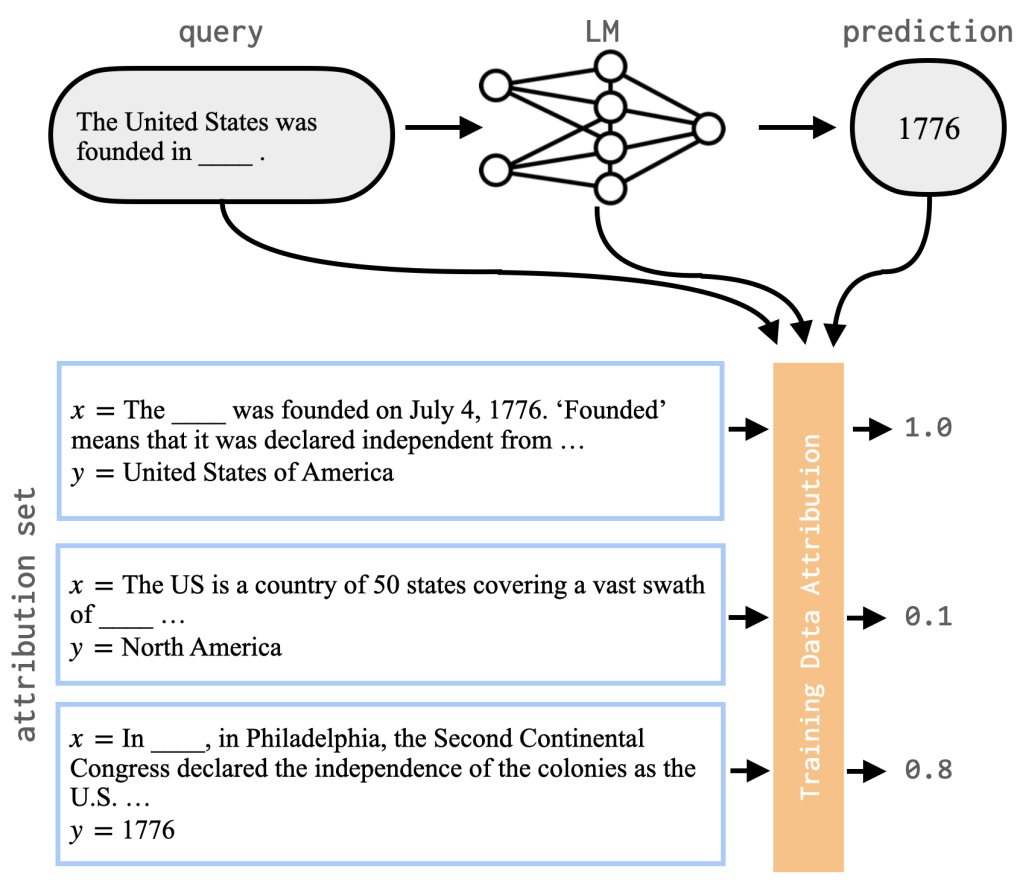 query
LM
prediction
The United States was
founded in ____ .
1776
attribution set
x = The ____ was founded on July 4, 1776. ‘Founded’
means that it was declared independent from …
y = United States of America
1.0
x = The US is a country of 50 states covering a vast swath
of ____ …
y = North America
0.1
x = In ____, in Philadelphia, the Second Continental
Congress declared the independence of the colonies as the
U.S. …
y = 1776
0.8
Training Data Attribution